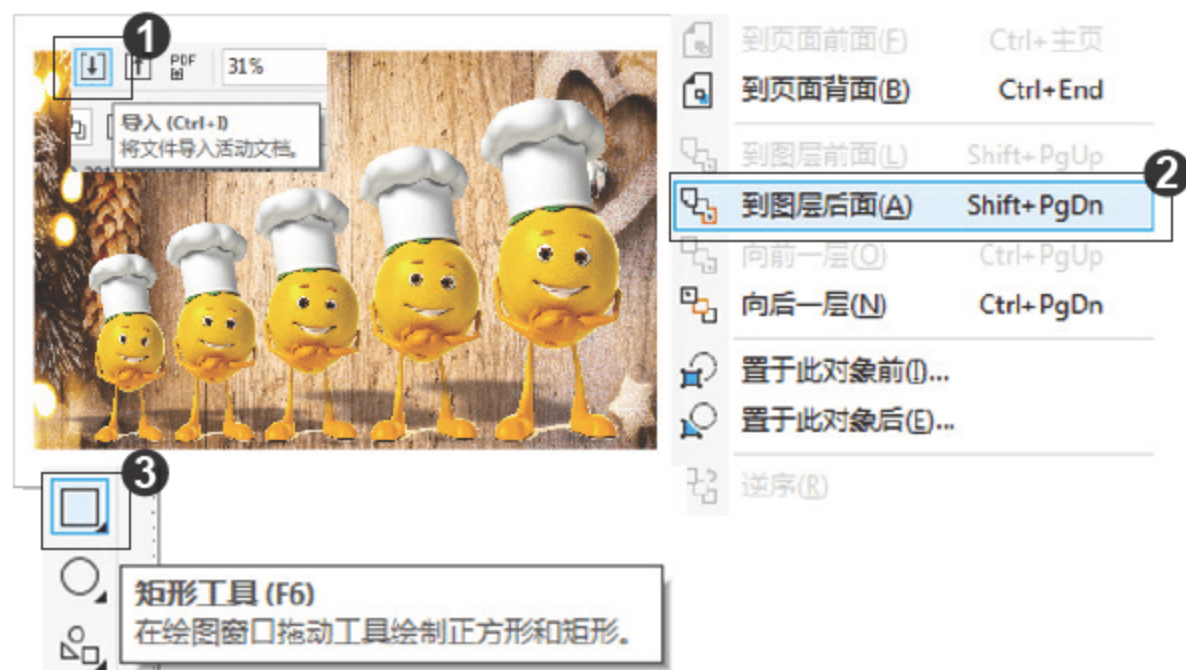 1
PDF
31%
导入 (Ctrl+I)
将文件导入活动文档。
到页面前面(F) Ctrl+主页
到页面背面(B) Ctrl+End
到图层前面(L) Shift+PgUp
2
到图层后面(A) Shift+PgDn
向前一层(O) Ctrl+PgUp
向后一层(N) Ctrl+PgDn
置于此对象前(I)...
置于此对象后(E)...
逆序(R)
3
矩形工具 (F6)
在绘图窗口拖动工具绘制正方形和矩形。